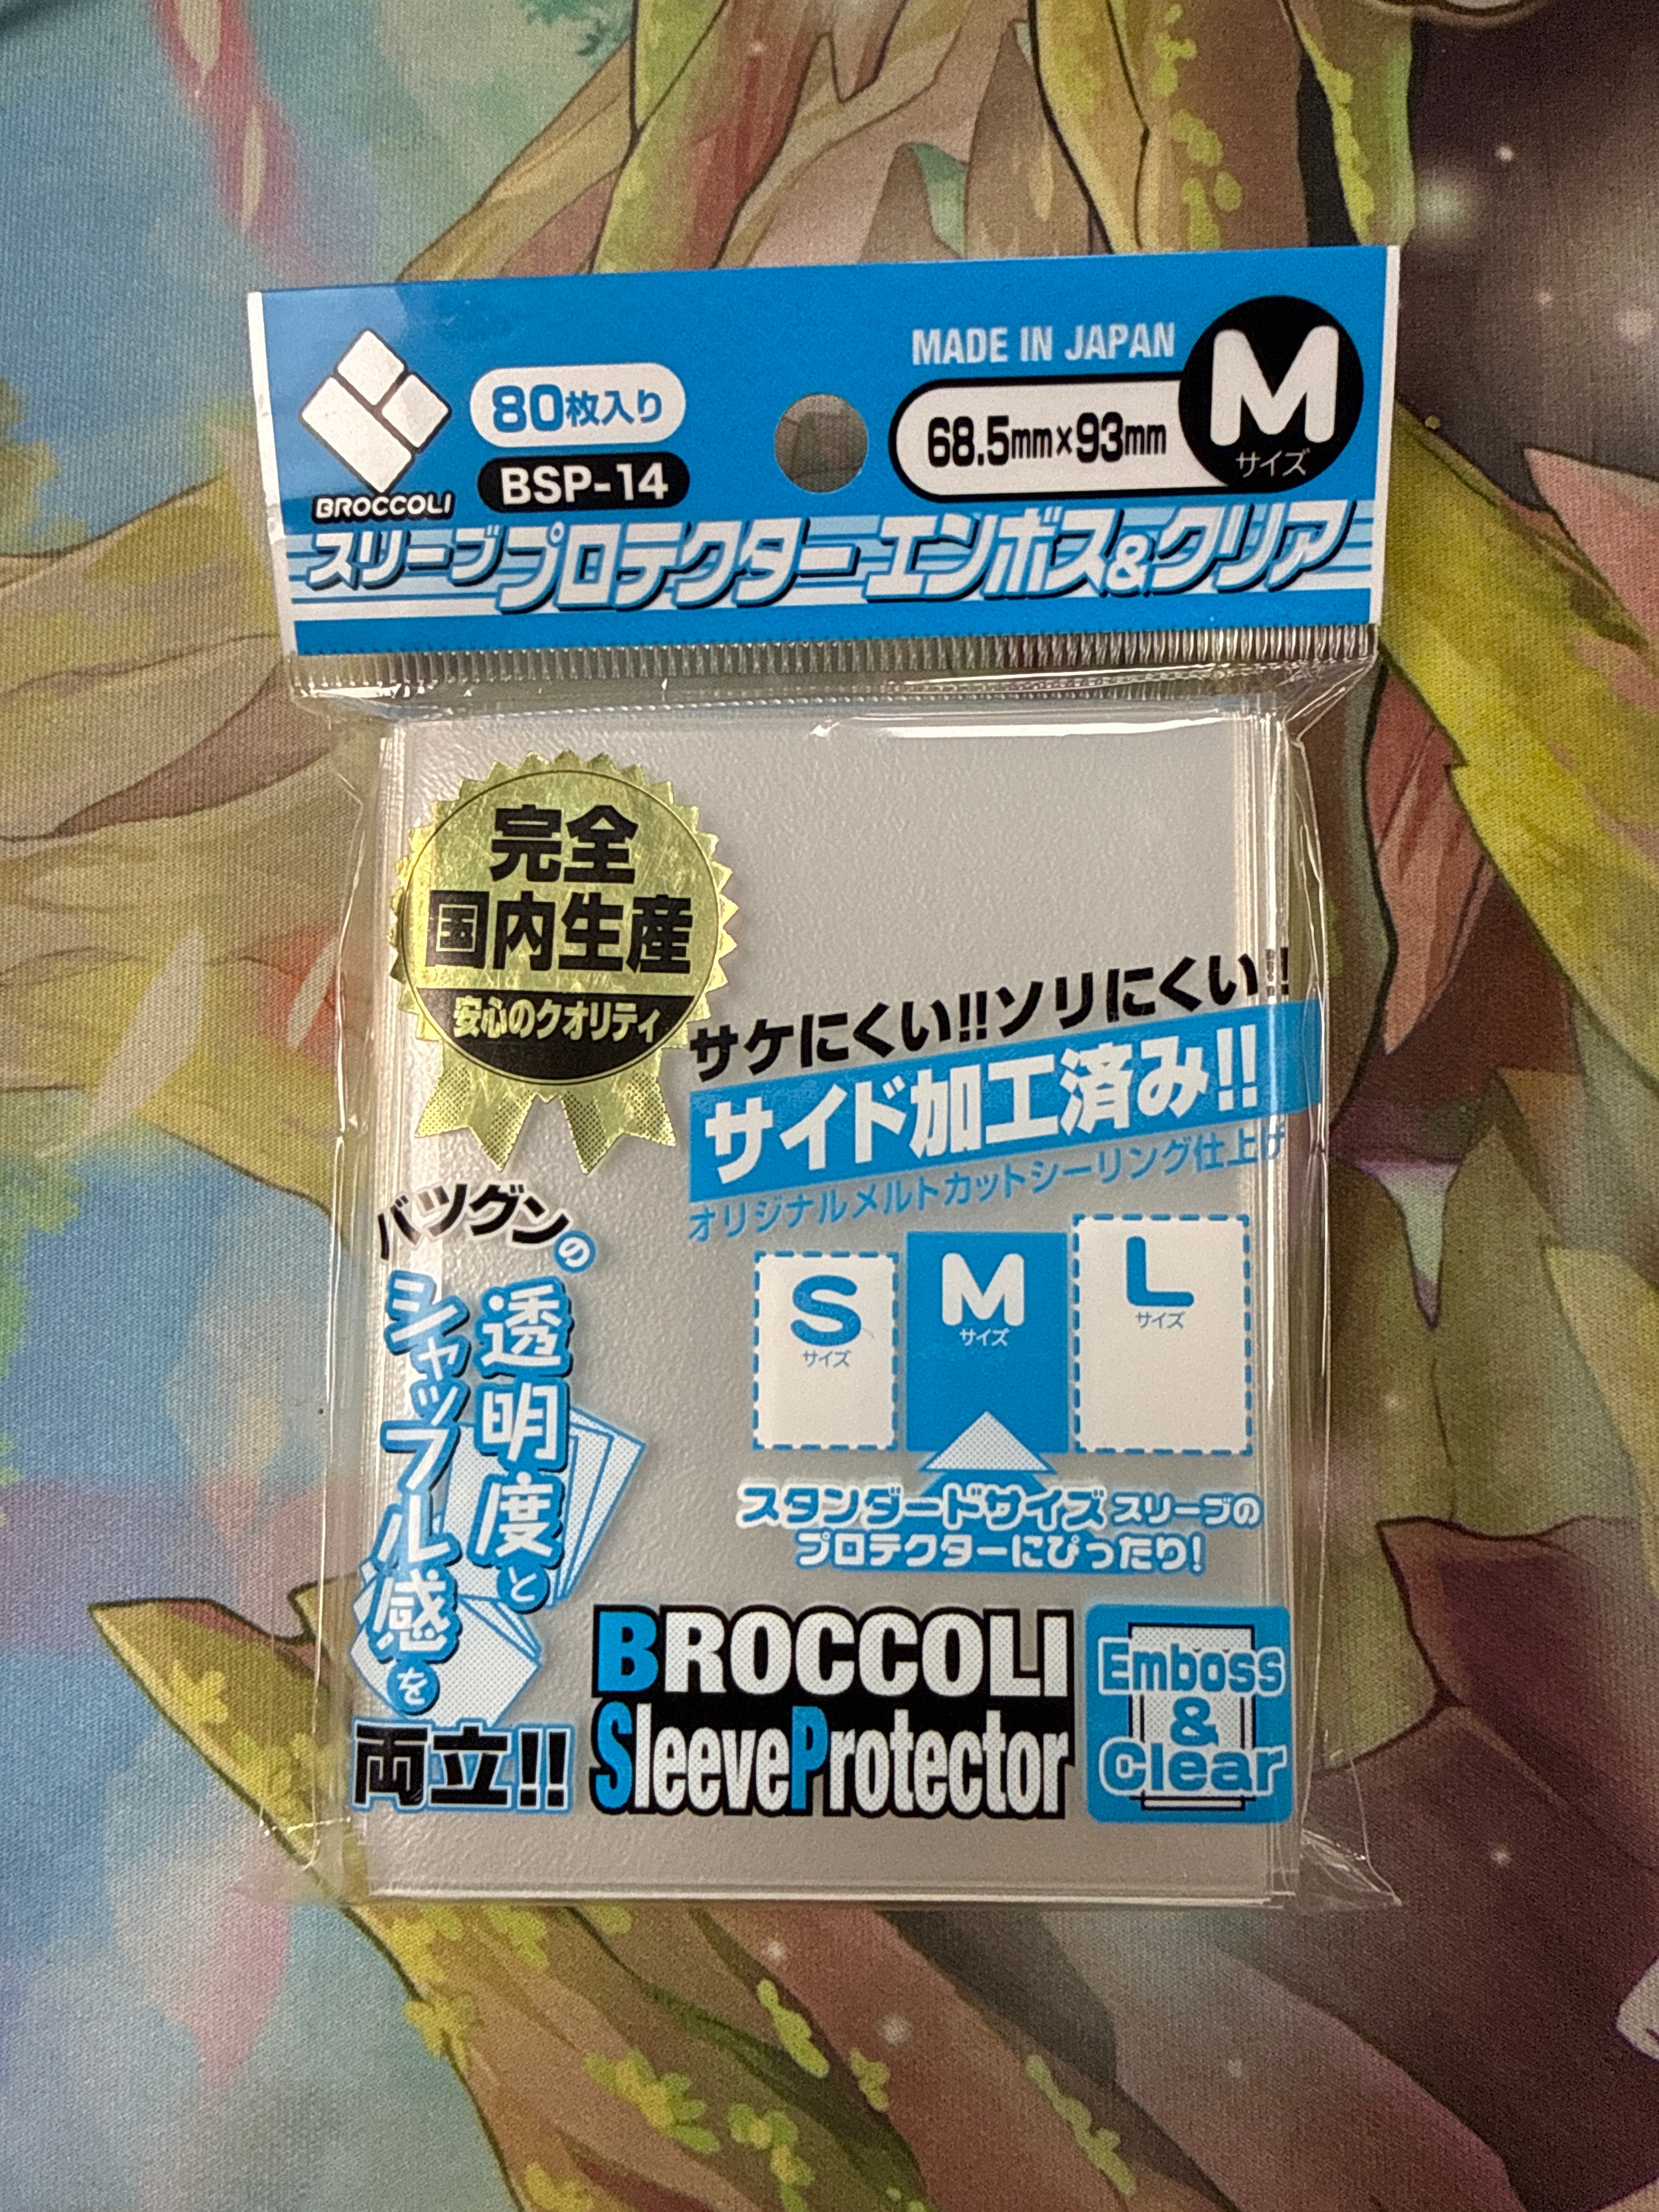 MADE IN JAPAN
80枚入り
BSP-14
BROCCOLI
68.5mm×93mm
M
サイズ
スリーブプロテクターエンボス&クリア
完全
国内生産
安心のクオリティ
サケにくい!!ソリにくい!!
サイド加工済み!!
オリジナルメルトカットシーリング仕上げ
バツグンの
透明度と
シャッフル感を
両立!!
S
サイズ
M
サイズ
L
サイズ
スタンダードサイズスリーブの
プロテクターにぴったり!
BROCCOLI
SleeveProtector
Emboss
&
Clear